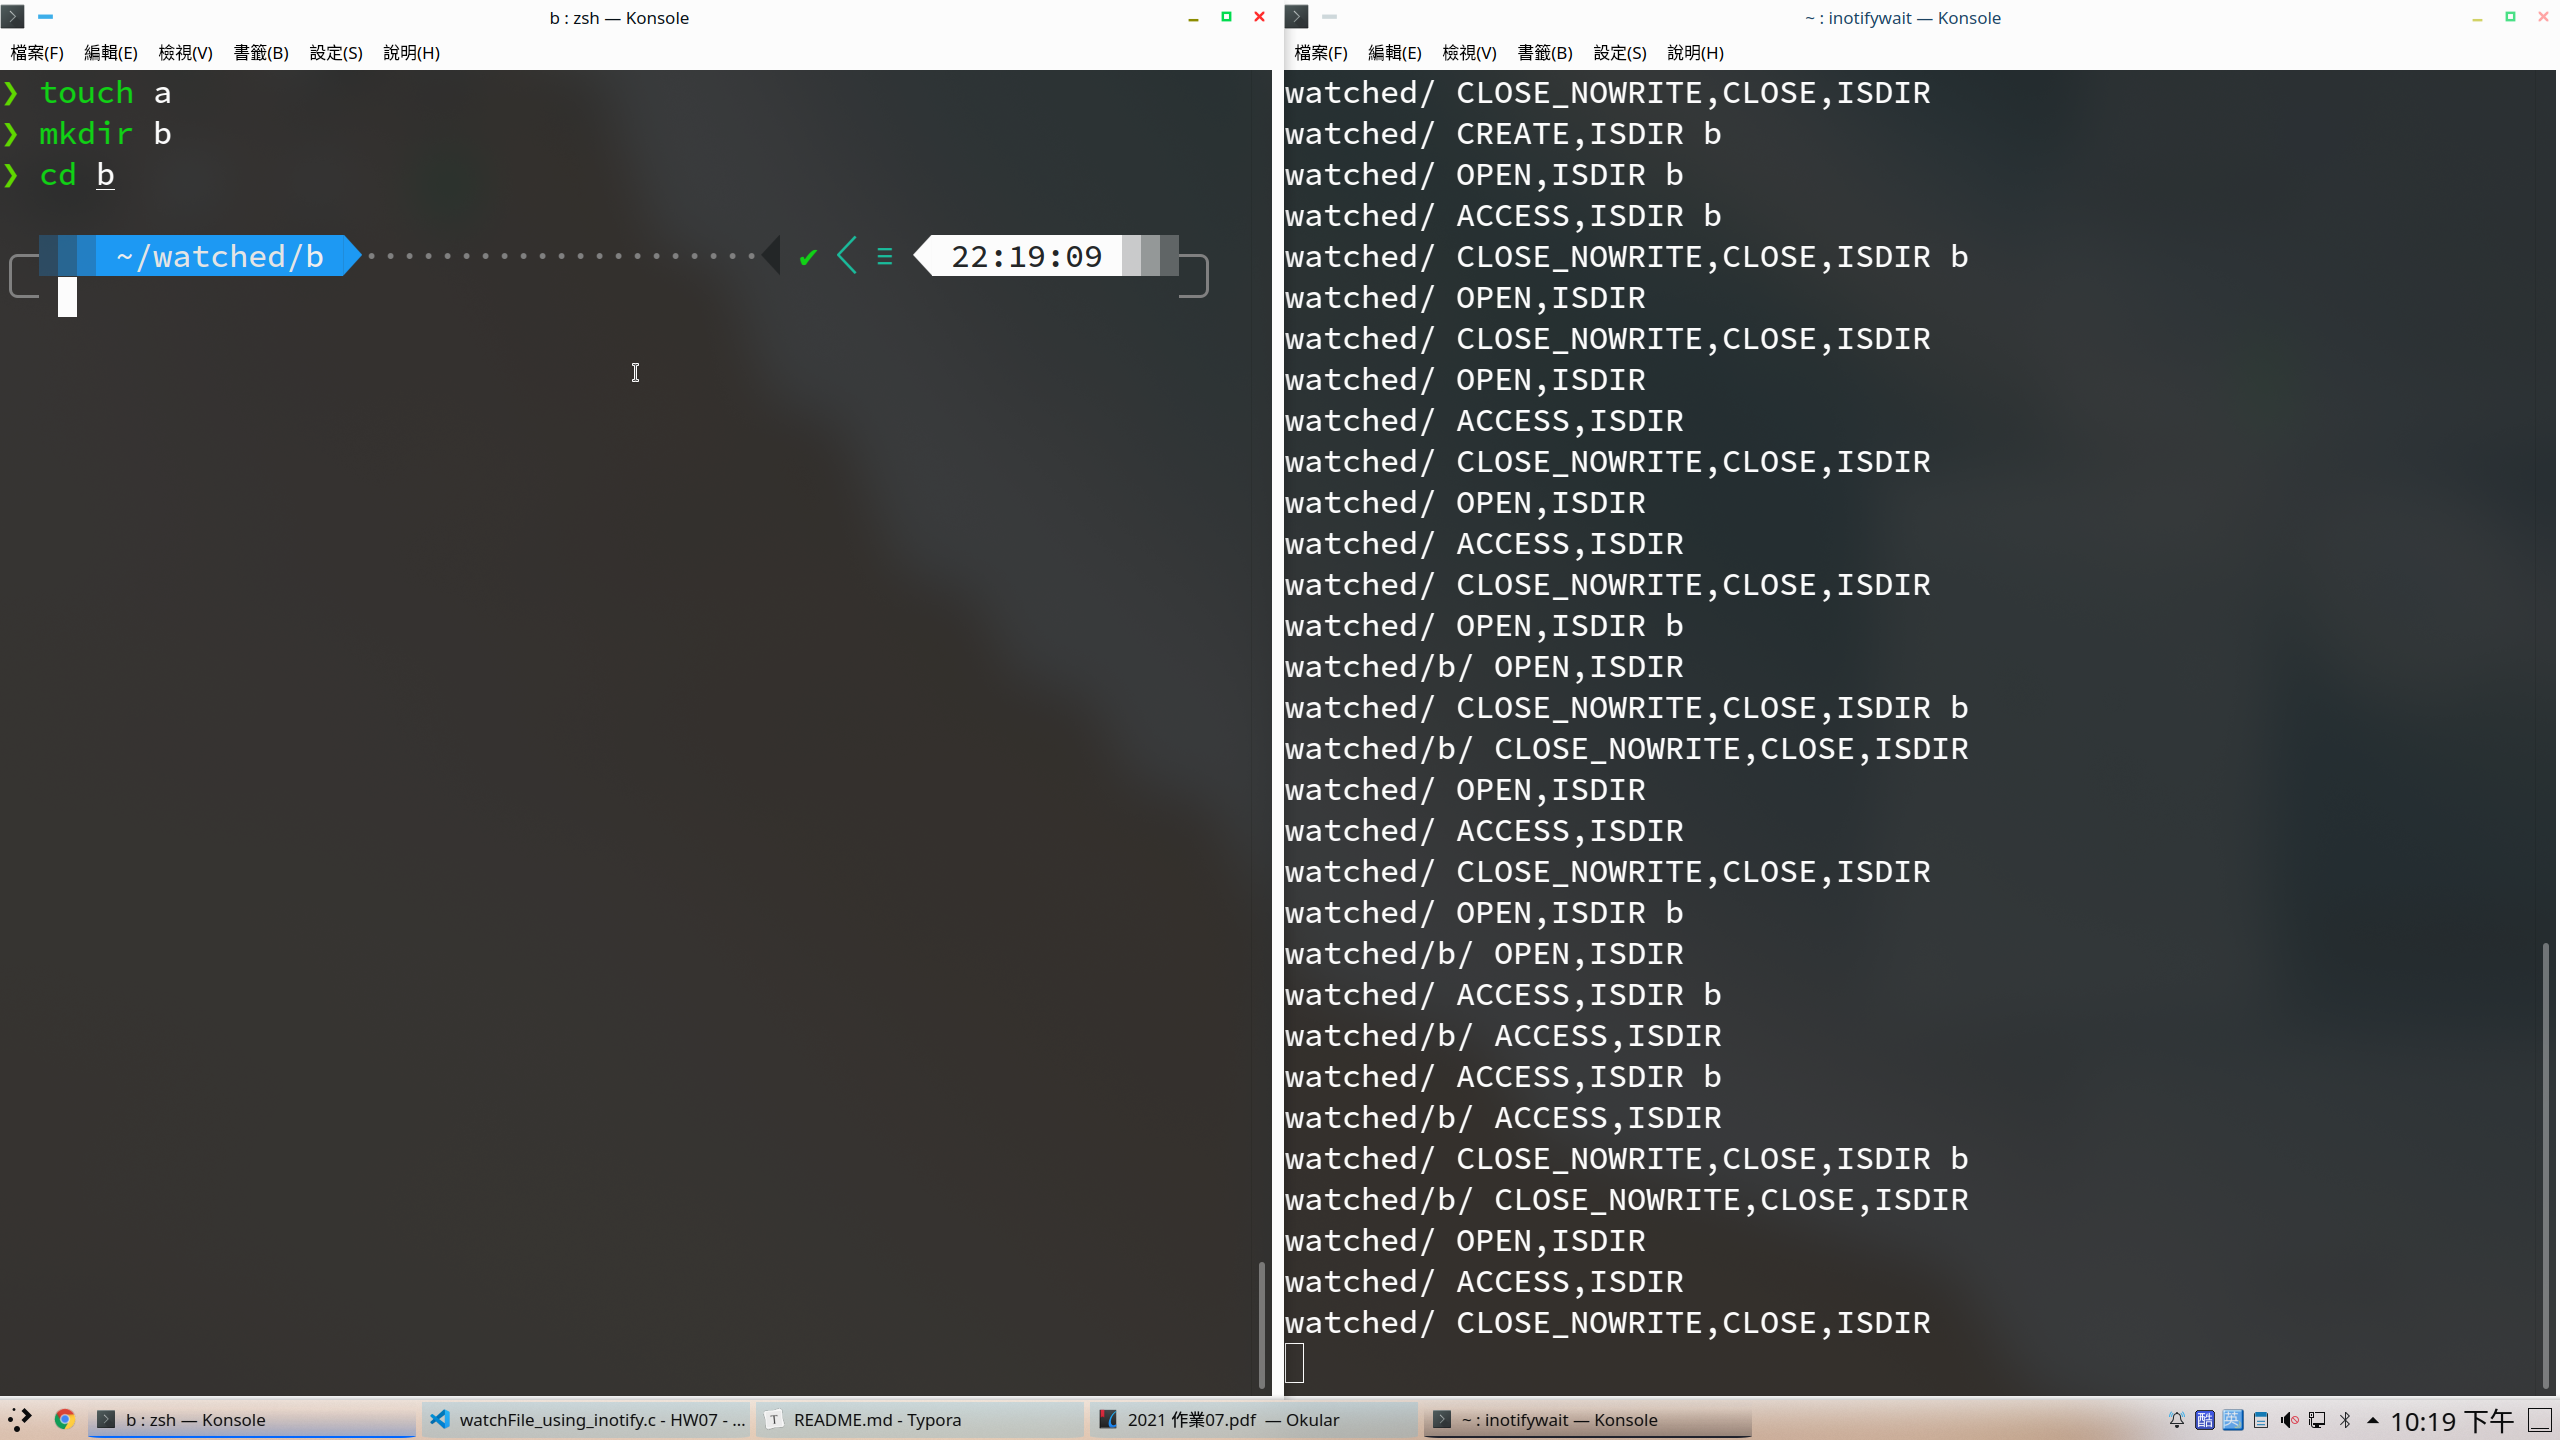 b : zsh — Konsole
檔案(F) 編輯(E) 檢視(V) 書籤(B) 設定(S) 說明(H)
❯ touch a
❯ mkdir b
❯ cd b
~/watched/b ✔ 22:19:09
~ : inotifywait — Konsole
檔案(F) 編輯(E) 檢視(V) 書籤(B) 設定(S) 說明(H)
watched/ CLOSE_NOWRITE,CLOSE,ISDIR
watched/ CREATE,ISDIR b
watched/ OPEN,ISDIR b
watched/ ACCESS,ISDIR b
watched/ CLOSE_NOWRITE,CLOSE,ISDIR b
watched/ OPEN,ISDIR
watched/ CLOSE_NOWRITE,CLOSE,ISDIR
watched/ OPEN,ISDIR
watched/ ACCESS,ISDIR
watched/ CLOSE_NOWRITE,CLOSE,ISDIR
watched/ OPEN,ISDIR
watched/ ACCESS,ISDIR
watched/ CLOSE_NOWRITE,CLOSE,ISDIR
watched/ OPEN,ISDIR b
watched/b/ OPEN,ISDIR
watched/ CLOSE_NOWRITE,CLOSE,ISDIR b
watched/b/ CLOSE_NOWRITE,CLOSE,ISDIR
watched/ OPEN,ISDIR
watched/ ACCESS,ISDIR
watched/ CLOSE_NOWRITE,CLOSE,ISDIR
watched/ OPEN,ISDIR b
watched/b/ OPEN,ISDIR
watched/ ACCESS,ISDIR b
watched/b/ ACCESS,ISDIR
watched/ ACCESS,ISDIR b
watched/b/ ACCESS,ISDIR
watched/ CLOSE_NOWRITE,CLOSE,ISDIR b
watched/b/ CLOSE_NOWRITE,CLOSE,ISDIR
watched/ OPEN,ISDIR
watched/ ACCESS,ISDIR
watched/ CLOSE_NOWRITE,CLOSE,ISDIR
b : zsh — Konsole watchFile_using_inotify.c - HW07 - ... README.md - Typora 2021 作業07.pdf — Okular ~ : inotifywait — Konsole 酷 英 10:19 下午